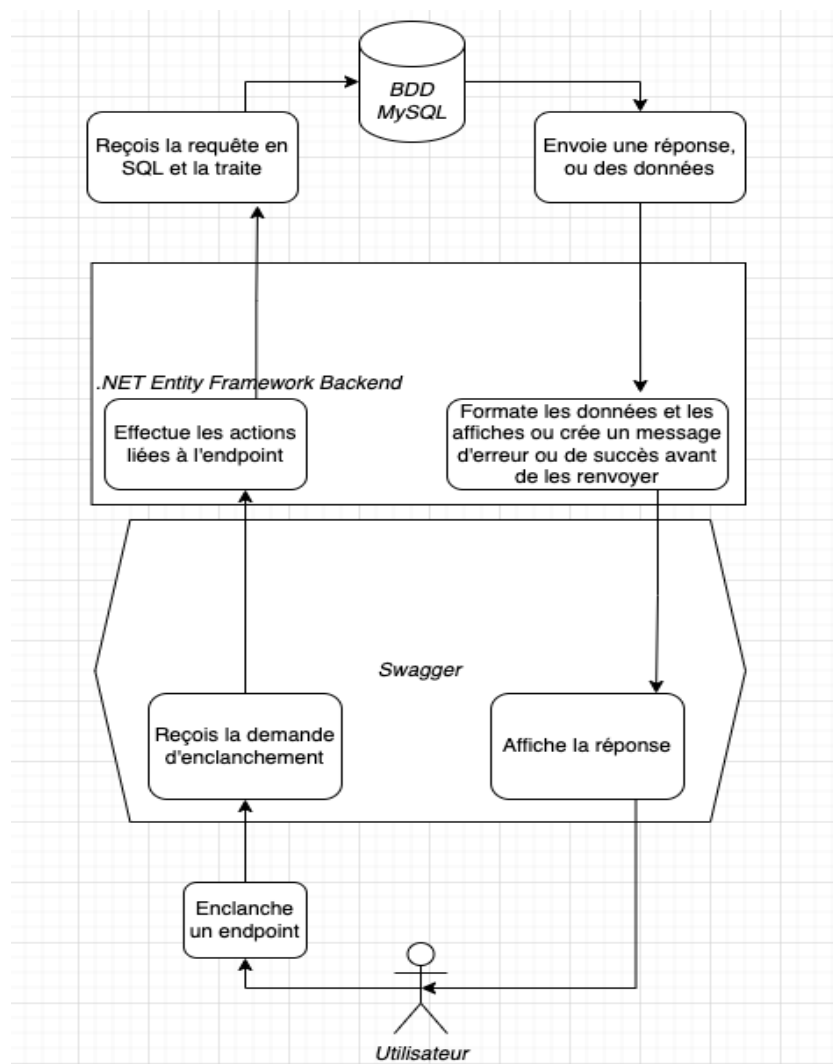 BDD
MySQL
Reçois la requête en
SQL et la traite
Envoie une réponse,
ou des données
.NET Entity Framework Backend
Effectue les actions
liées à l'endpoint
Formate les données et les
affiches ou crée un message
d'erreur ou de succès avant
de les renvoyer
Swagger
Reçois la demande
d'enclanchement
Affiche la réponse
Enclanche
un endpoint
Utilisateur